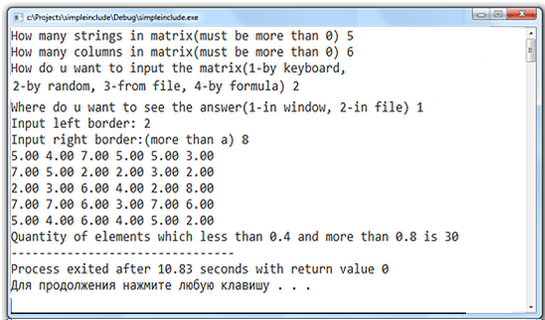 c:\Projects\simpleinclude\Debug\simpleinclude.exe
How many strings in matrix(must be more than 0) 5
How many columns in matrix(must be more than 0) 6
How do u want to input the matrix(1-by keyboard,
2-by random, 3-from file, 4-by formula) 2
Where do u want to see the answer(1-in window, 2-in file) 1
Input left border: 2
Input right border:(more than a) 8
5.00 4.00 7.00 5.00 5.00 3.00
7.00 5.00 2.00 2.00 3.00 2.00
2.00 3.00 6.00 4.00 2.00 8.00
7.00 7.00 6.00 3.00 7.00 6.00
5.00 4.00 6.00 4.00 5.00 2.00
Quantity of elements which less than 0.4 and more than 0.8 is 30
--------------------------------
Process exited after 10.83 seconds with return value 0
Для продолжения нажмите любую клавишу . . .